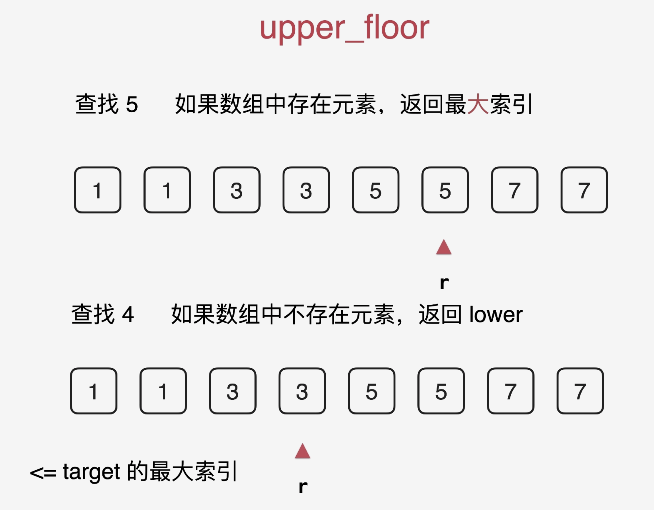 upper_floor
查找 5 如果数组中存在元素，返回最大索引
1 1 3 3 5 5 7 7
r
查找 4 如果数组中不存在元素，返回 lower
1 1 3 3 5 5 7 7
<= target 的最大索引
r